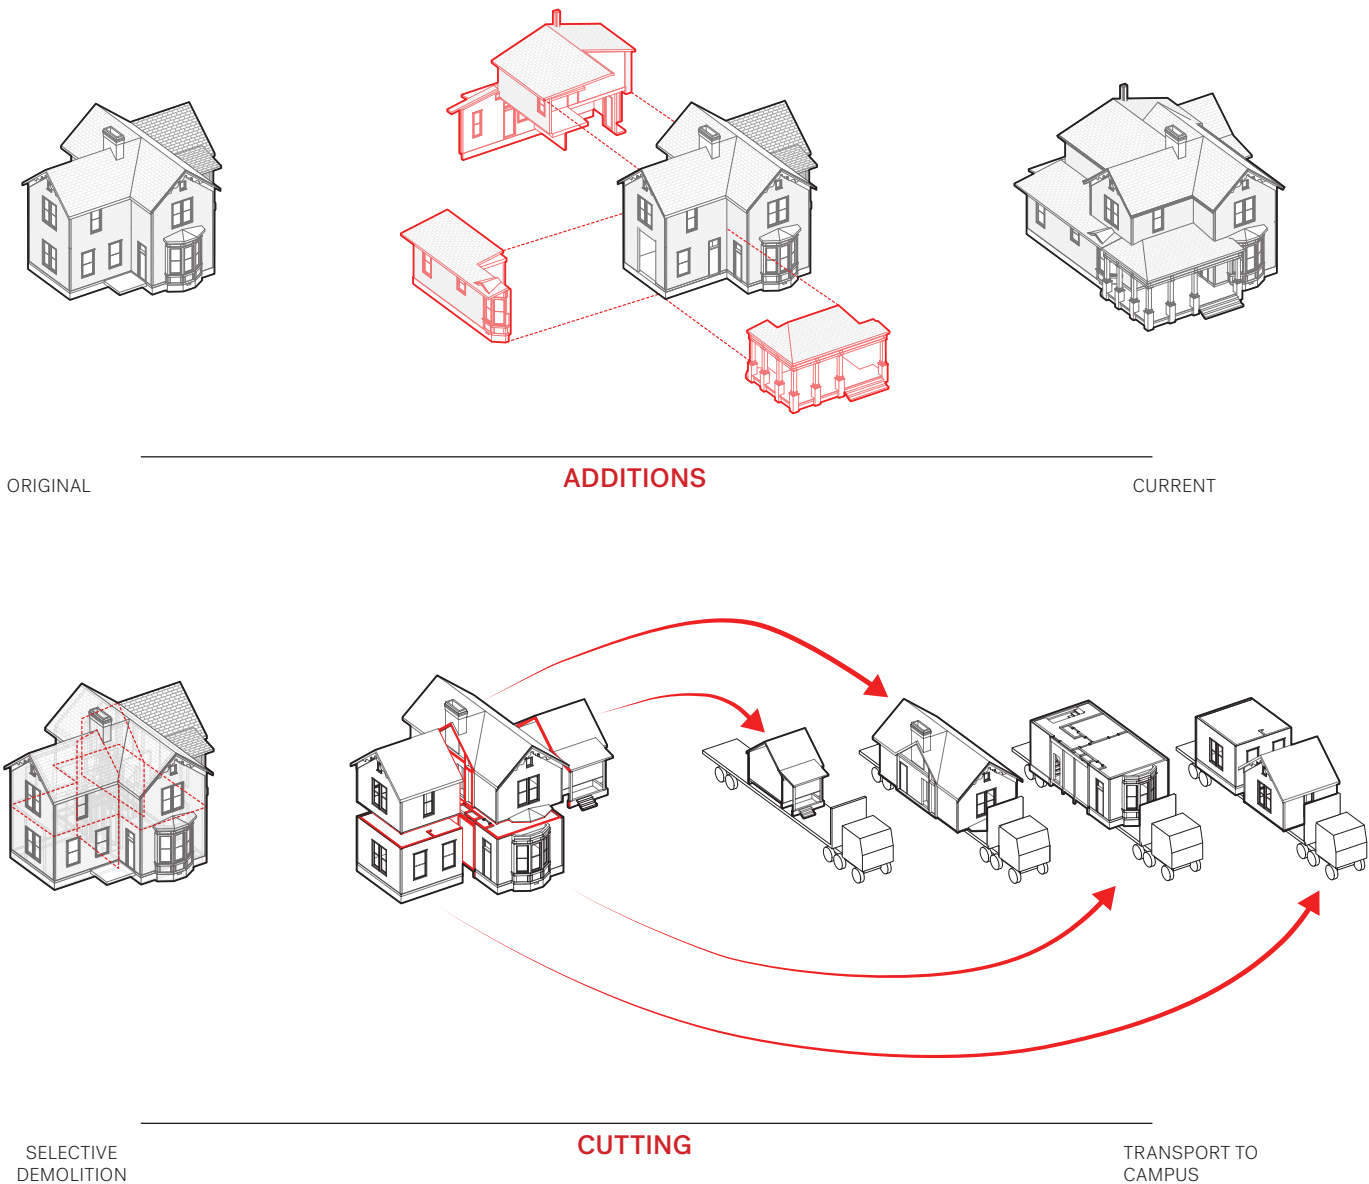 ORIGINAL
ADDITIONS
CURRENT
SELECTIVE
DEMOLITION
CUTTING
TRANSPORT TO
CAMPUS